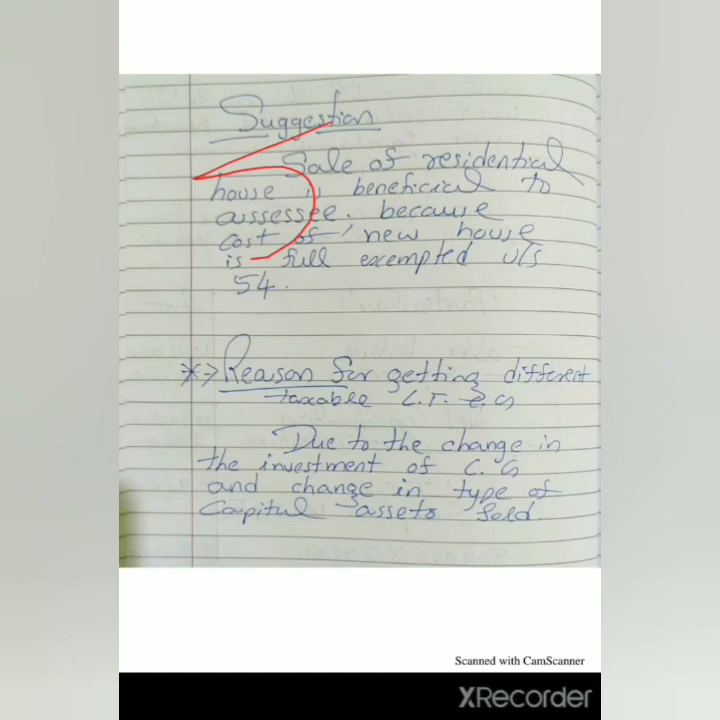 Suggestion
Sale of residential
house is beneficial to
assessee. because
cost of new house
is full exempted u/s
54.
*⇒ Reason for getting different
taxable L.T.C.G
Due to the change in
the investment of C.G
and change in type of
Capital assets sold
Scanned with CamScanner
XRecorder